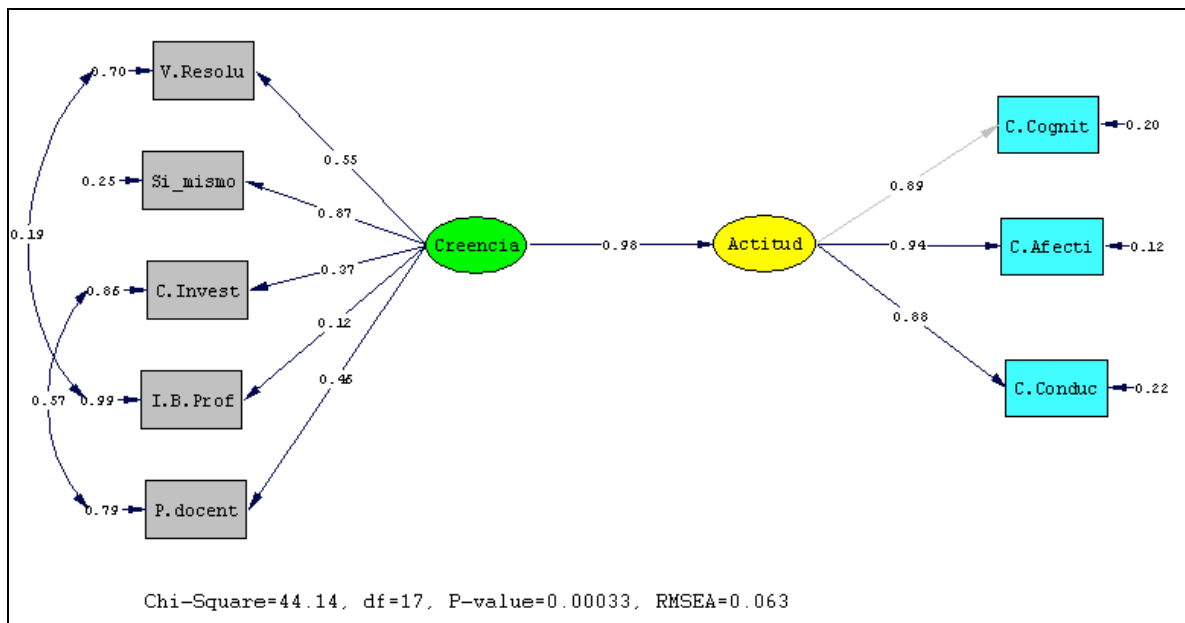 0.70 V.Resolu
0.25 Si_mismo
0.86 C.Invest
0.99 I.B.Prof
0.79 P.docent
0.19
0.57
0.55
0.87
0.37
0.12
0.46
Creencia
0.98
Actitud
0.89
0.94
0.88
C.Cognit 0.20
C.Afecti 0.12
C.Conduc 0.22
Chi-Square=44.14, df=17, P-value=0.00033, RMSEA=0.063